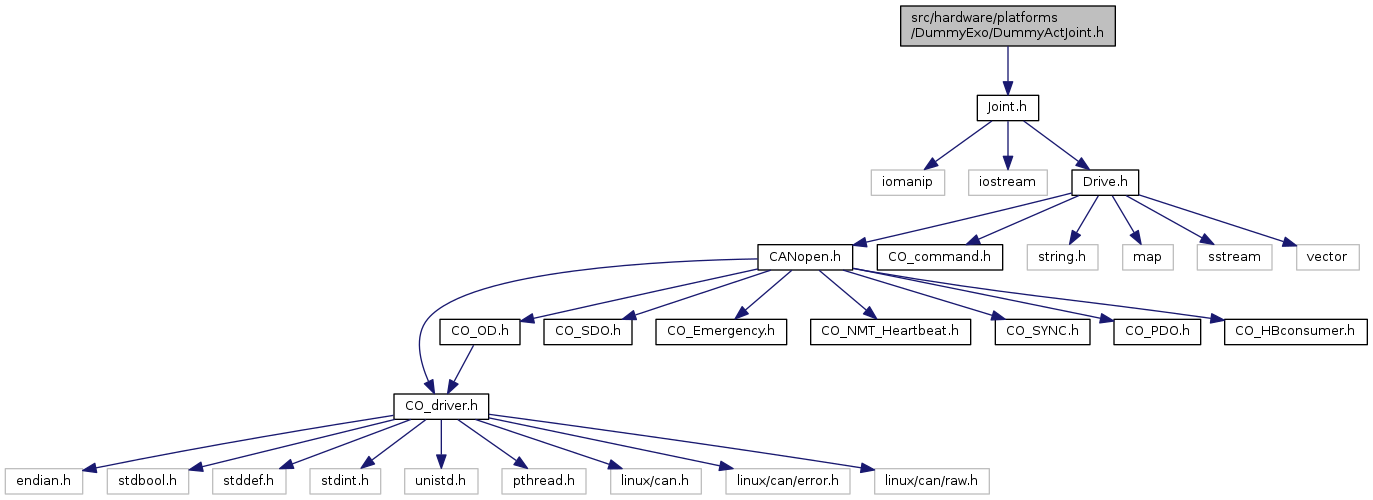 src/hardware/platforms
/DummyExo/DummyActJoint.h
Joint.h
iomanip
iostream
Drive.h
CANopen.h
CO_command.h
string.h
map
sstream
vector
CO_OD.h
CO_SDO.h
CO_Emergency.h
CO_NMT_Heartbeat.h
CO_SYNC.h
CO_PDO.h
CO_HBconsumer.h
CO_driver.h
endian.h
stdbool.h
stddef.h
stdint.h
unistd.h
pthread.h
linux/can.h
linux/can/error.h
linux/can/raw.h